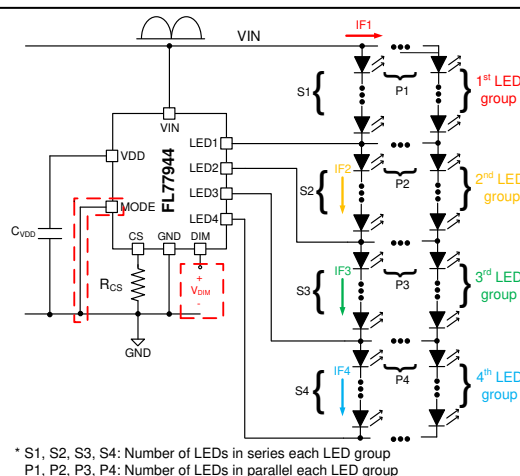 IF1
VIN
S1
P1
1st LED
group
VIN
LED1
VDD
LED2
FL77944
LED3
MODE
LED4
CVDD
CS
GND
DIM
RCS
+
VDIM
-
GND
IF2
S2
P2
2nd LED
group
IF3
S3
P3
3rd LED
group
IF4
S4
P4
4th LED
group
* S1, S2, S3, S4: Number of LEDs in series each LED group
P1, P2, P3, P4: Number of LEDs in parallel each LED group